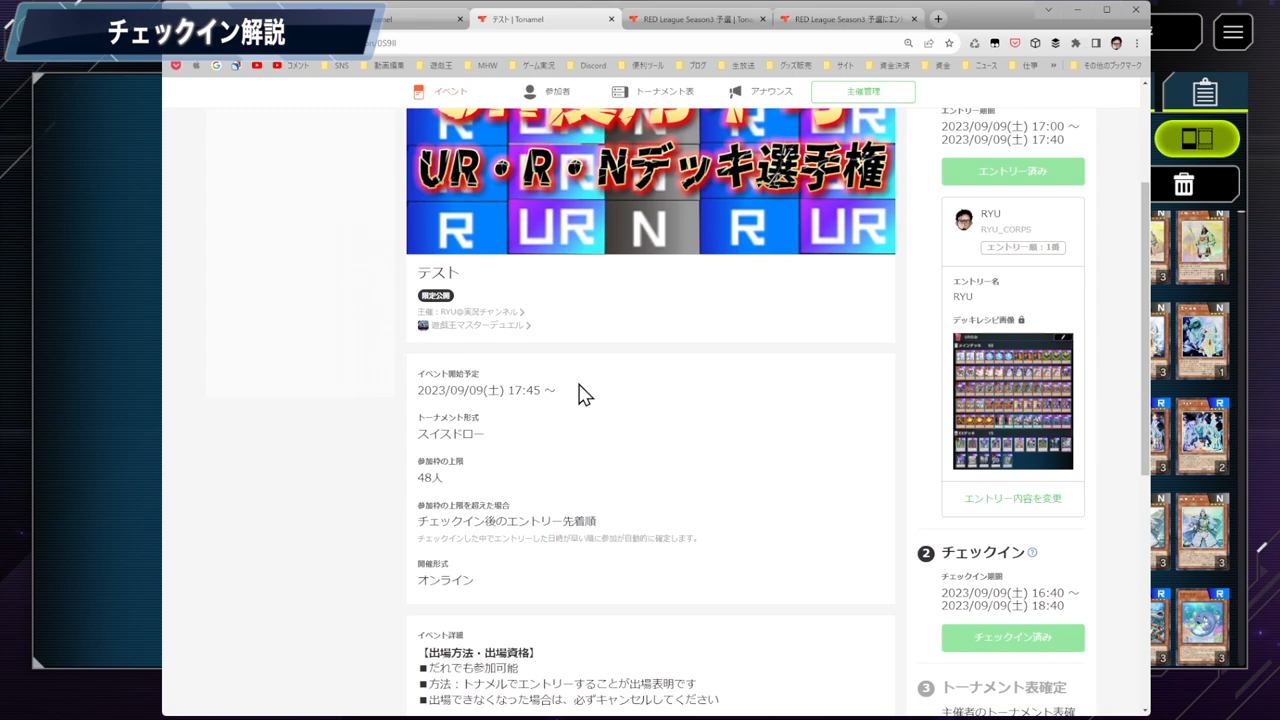 チェックイン解説
テスト | Tonamel
RED League Season3 予選 | Tona
RED League Season3 予選にエント
コメント
SNS
動画編集
遊戯王
MHW
ゲーム実況
Discord
便利ツール
ブログ
生放送
グッズ販売
サイト
資金決済
資金
ニュース
仕事
»
その他のブックマーク
イベント
参加者
トーナメント表
アナウンス
主催管理
UR・R・Nデッキ選手権
R
UR
N
R
UR
テスト
限定公開
主催：RYU@実況チャンネル
遊戯王マスターデュエル
イベント開始予定
2023/09/09(土) 17:45 ～
トーナメント形式
スイスドロー
参加枠の上限
48人
参加枠の上限を超えた場合
チェックイン後のエントリー先着順
チェックインした中でエントリーした日時が早い順に参加が自動的に確定します。
開催形式
オンライン
イベント詳細
【出場方法・出場資格】
■だれでも参加可能
■方法：トナメルでエントリーすることが出場表明です
■出場できなくなった場合は、必ずキャンセルしてください
エントリー期間
2023/09/09(土) 17:00 ～
2023/09/09(土) 17:40
エントリー済み
RYU
RYU_CORPS
エントリー順：1番
エントリー名
RYU
デッキレシピ画像
エントリー内容を変更
2 チェックイン
チェックイン期間
2023/09/09(土) 16:40 ～
2023/09/09(土) 18:40
チェックイン済み
3 トーナメント表確定
主催者のトーナメント表確